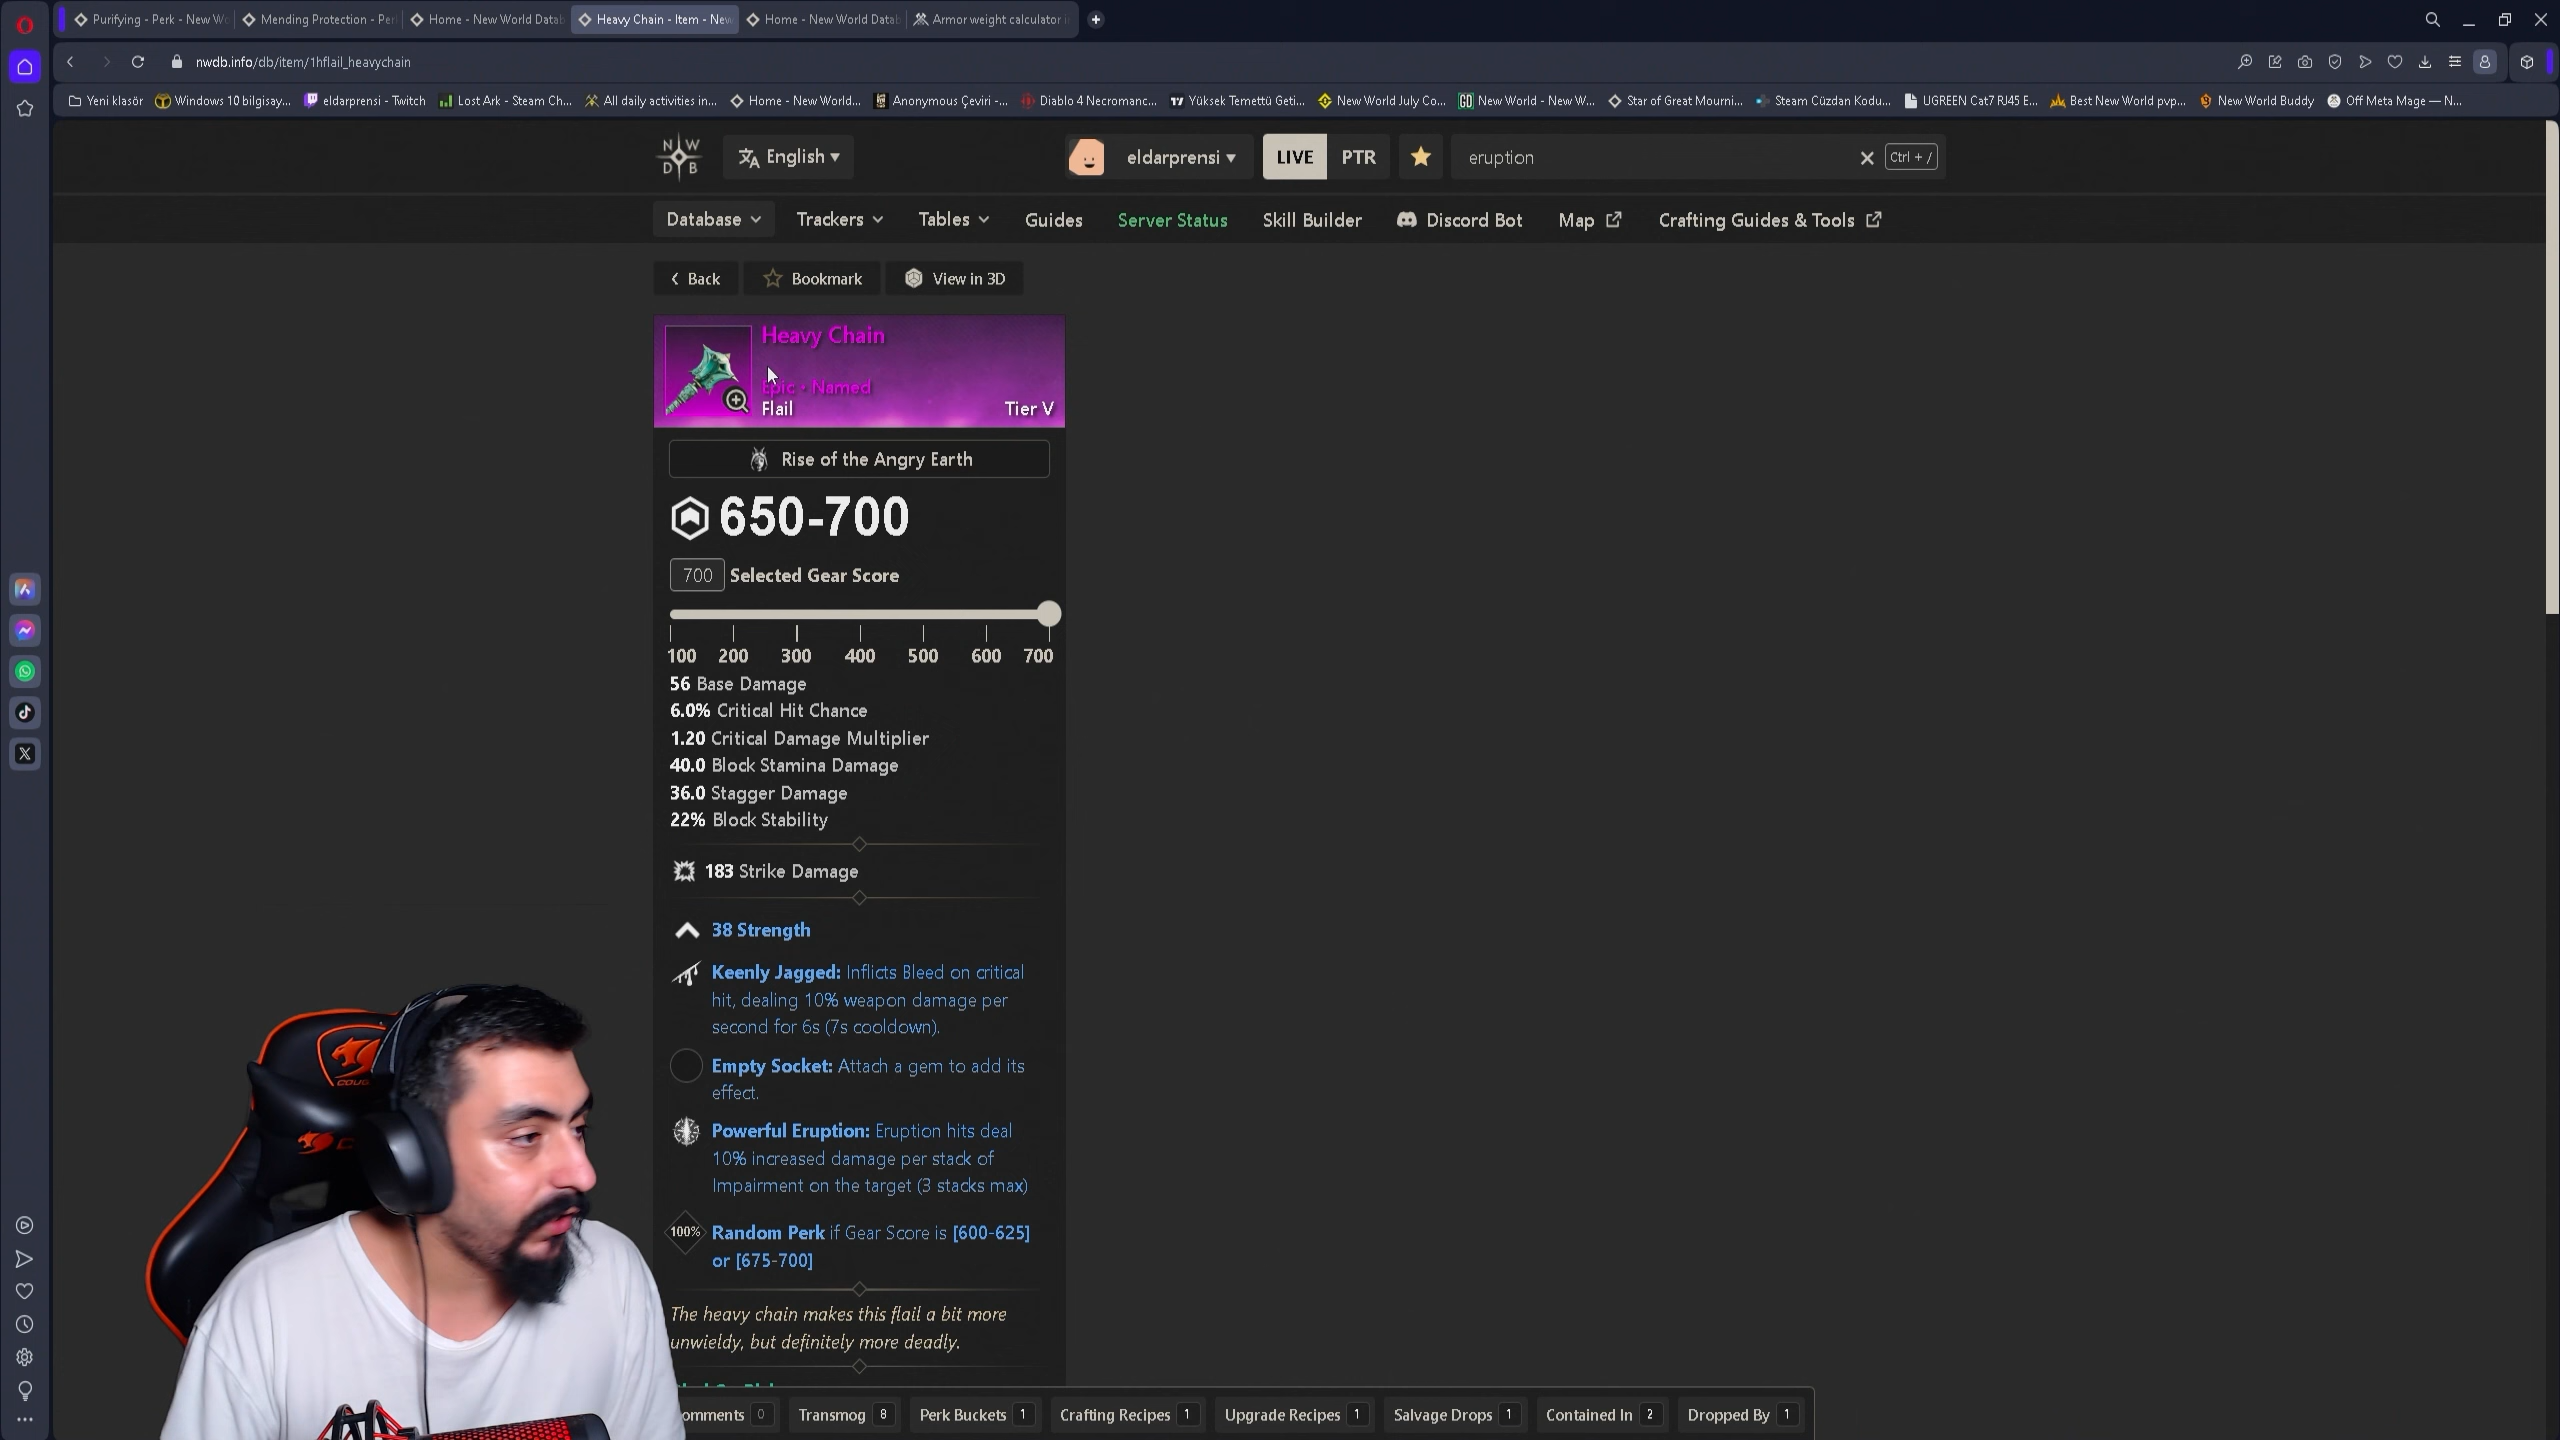 Purifying - Perk - New Wo
Mending Protection - Per
Home - New World Datab
Heavy Chain - Item - New
Home - New World Datab
Armor weight calculator i
nwdb.info/db/item/1hflail_heavychain
Yeni klasör
Windows 10 bilgisay...
eldarprensi - Twitch
Lost Ark - Steam Ch...
All daily activities in...
Home - New World...
Anonymous Çeviri -...
Diablo 4 Necromanc...
Yüksek Temettü Geti...
New World July Co...
New World - New W...
Star of Great Mourni...
Steam Cüzdan Kodu...
UGREEN Cat7 RJ45 E...
Best New World pvp...
New World Buddy
Off Meta Mage — N...
N W
D B
English
eldarprensi
LIVE
PTR
eruption
Ctrl + /
Database
Trackers
Tables
Guides
Server Status
Skill Builder
Discord Bot
Map
Crafting Guides & Tools
Back
Bookmark
View in 3D
Heavy Chain
Epic • Named
Flail
Tier V
Rise of the Angry Earth
650-700
700 Selected Gear Score
100 200 300 400 500 600 700
56 Base Damage
6.0% Critical Hit Chance
1.20 Critical Damage Multiplier
40.0 Block Stamina Damage
36.0 Stagger Damage
22% Block Stability
183 Strike Damage
38 Strength
Keenly Jagged: Inflicts Bleed on critical
hit, dealing 10% weapon damage per
second for 6s (7s cooldown).
Empty Socket: Attach a gem to add its
effect.
Powerful Eruption: Eruption hits deal
10% increased damage per stack of
Impairment on the target (3 stacks max)
100% Random Perk if Gear Score is [600-625]
or [675-700]
The heavy chain makes this flail a bit more
unwieldy, but definitely more deadly.
omments 0
Transmog 8
Perk Buckets 1
Crafting Recipes 1
Upgrade Recipes 1
Salvage Drops 1
Contained In 2
Dropped By 1